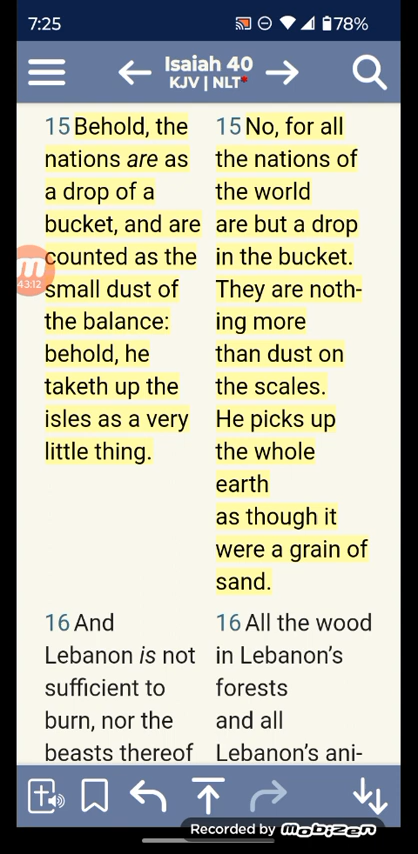 7:25
78%
Isaiah 40
KJV | NLT*
15 Behold, the
nations are as
a drop of a
bucket, and are
counted as the
small dust of
the balance:
behold, he
taketh up the
isles as a very
little thing.
16 And
Lebanon is not
sufficient to
burn, nor the
beasts thereof
15 No, for all
the nations of
the world
are but a drop
in the bucket.
They are noth-
ing more
than dust on
the scales.
He picks up
the whole
earth
as though it
were a grain of
sand.
16 All the wood
in Lebanon's
forests
and all
Lebanon's ani-
m
43:12
Recorded by mobizen